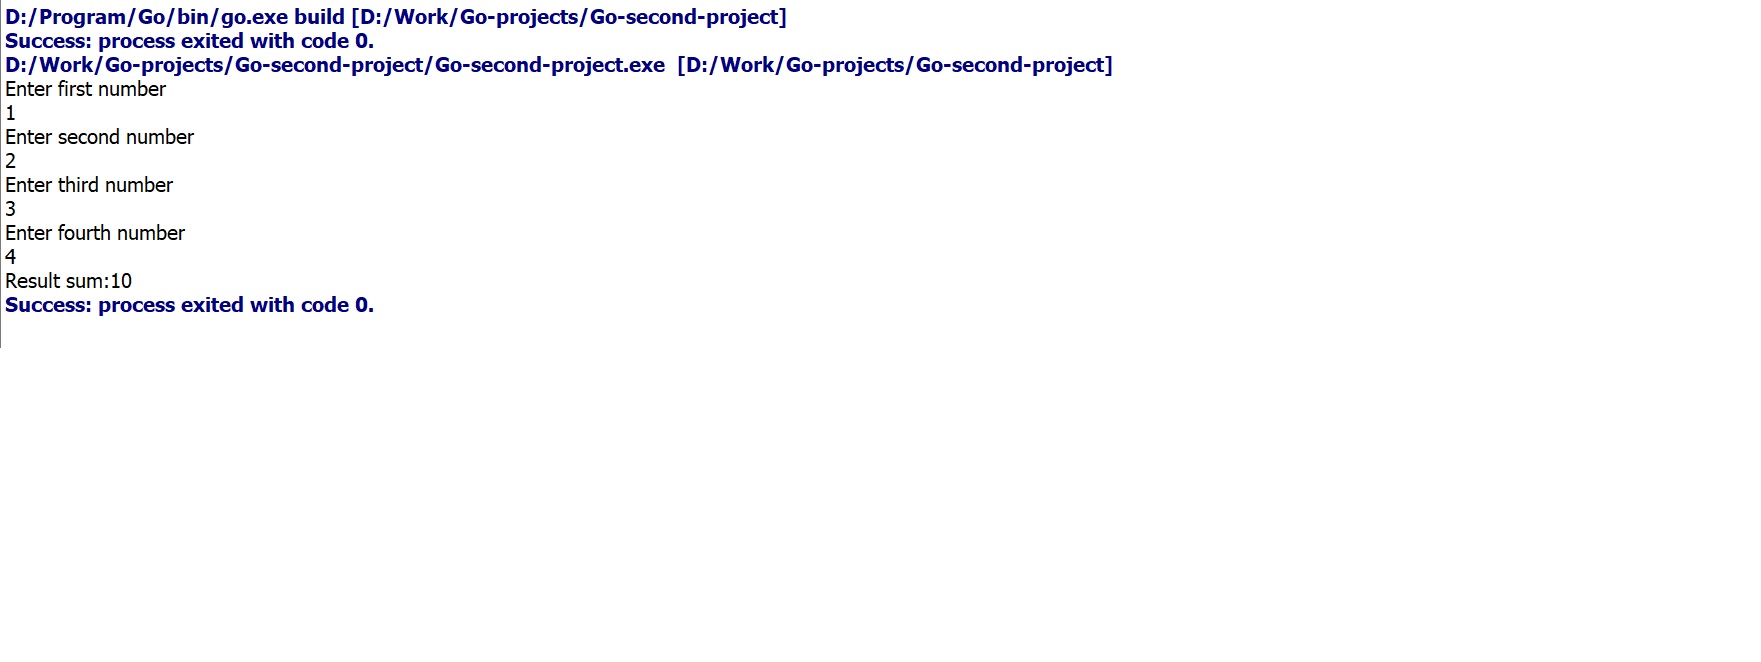 D:/Program/Go/bin/go.exe build [D:/Work/Go-projects/Go-second-project]
Success: process exited with code 0.
D:/Work/Go-projects/Go-second-project/Go-second-project.exe  [D:/Work/Go-projects/Go-second-project]
Enter first number
1
Enter second number
2
Enter third number
3
Enter fourth number
4
Result sum:10
Success: process exited with code 0.